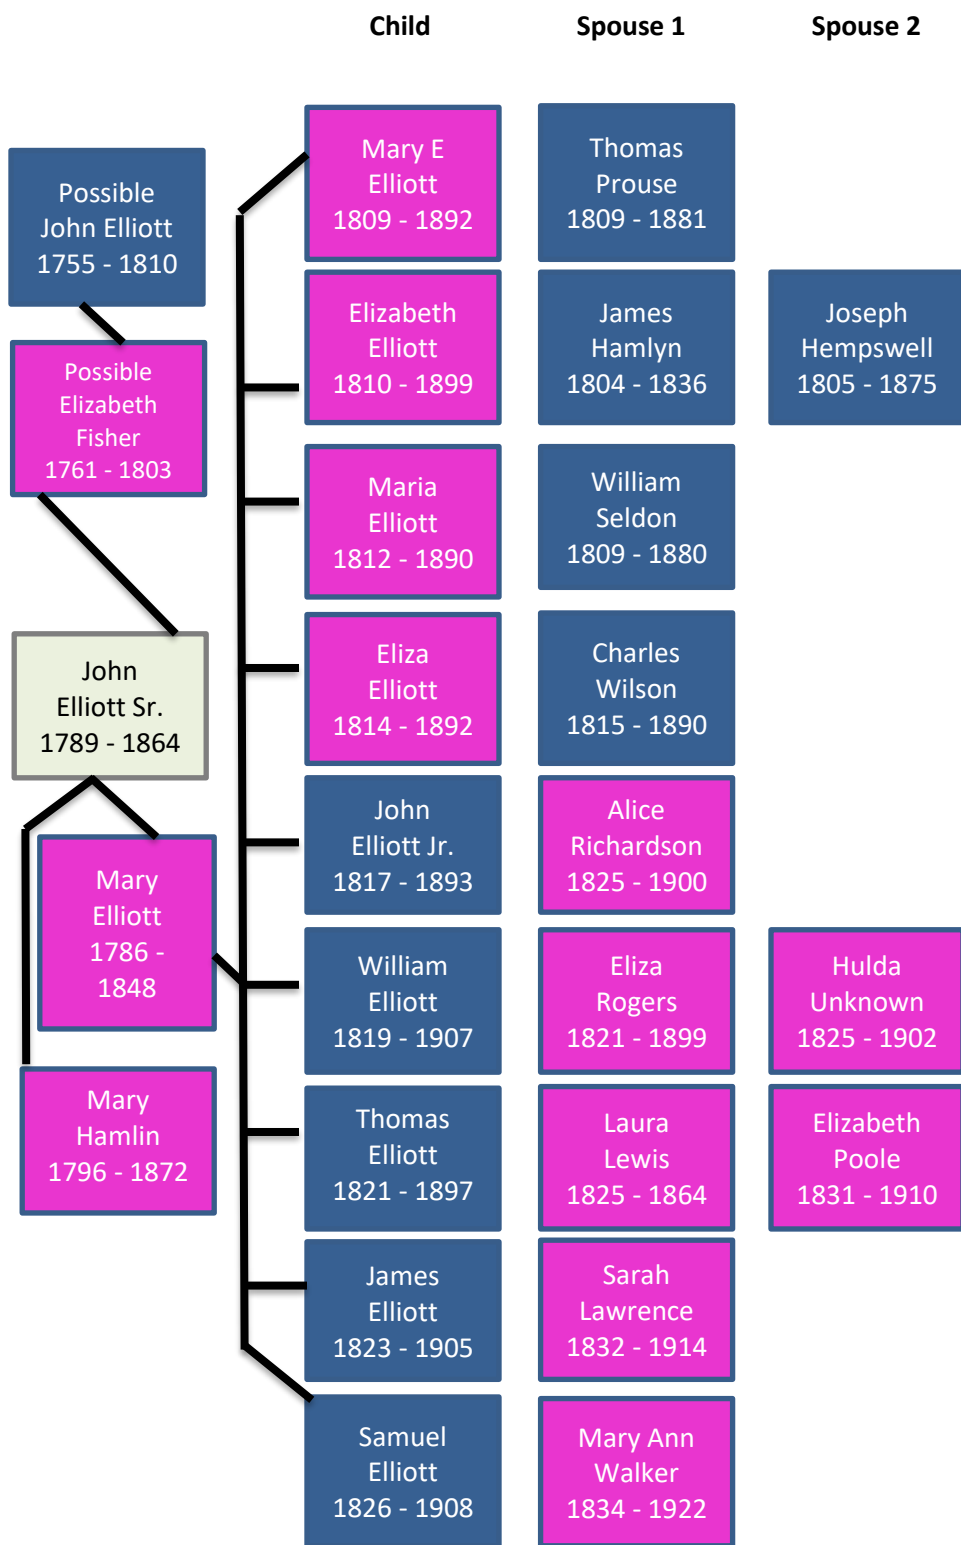 Child
Spouse 1
Spouse 2
Possible
John Elliott
1755 - 1810
Possible
Elizabeth
Fisher
1761 - 1803
John
Elliott Sr.
1789 - 1864
Mary
Elliott
1786 -
1848
Mary
Hamlin
1796 - 1872
Mary E
Elliott
1809 - 1892
Thomas
Prouse
1809 - 1881
Elizabeth
Elliott
1810 - 1899
James
Hamlyn
1804 - 1836
Joseph
Hempswell
1805 - 1875
Maria
Elliott
1812 - 1890
William
Seldon
1809 - 1880
Eliza
Elliott
1814 - 1892
Charles
Wilson
1815 - 1890
John
Elliott Jr.
1817 - 1893
Alice
Richardson
1825 - 1900
William
Elliott
1819 - 1907
Eliza
Rogers
1821 - 1899
Hulda
Unknown
1825 - 1902
Thomas
Elliott
1821 - 1897
Laura
Lewis
1825 - 1864
Elizabeth
Poole
1831 - 1910
James
Elliott
1823 - 1905
Sarah
Lawrence
1832 - 1914
Samuel
Elliott
1826 - 1908
Mary Ann
Walker
1834 - 1922